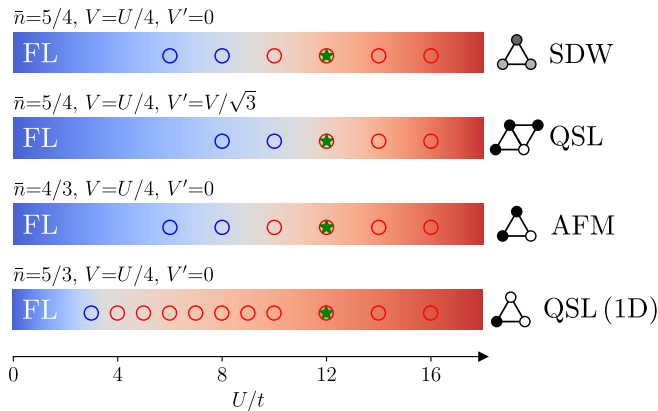 n̄=5/4, V=U/4, V′=0
FL SDW
n̄=5/4, V=U/4, V′=V/√3
FL QSL
n̄=4/3, V=U/4, V′=0
FL AFM
n̄=5/3, V=U/4, V′=0
FL QSL (1D)
0 4 8 12 16
U/t